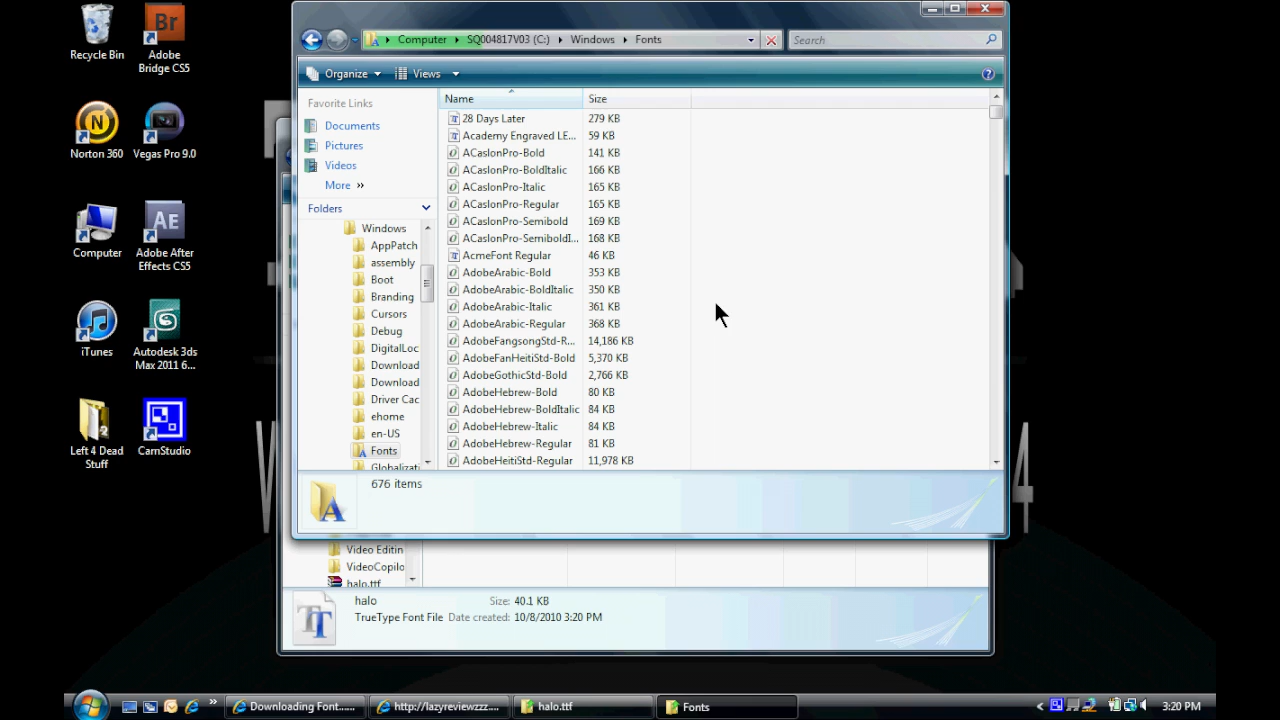 Recycle Bin
Adobe
Bridge CS5
Norton 360
Vegas Pro 9.0
Computer
Adobe After
Effects CS5
iTunes
Autodesk 3ds
Max 2011 6...
Left 4 Dead
Stuff
CamStudio
Computer SQ004817V03 (C:) Windows Fonts
Search
Organize Views
Favorite Links
Documents
Pictures
Videos
More »
Folders
Windows
AppPatch
assembly
Boot
Branding
Cursors
Debug
DigitalLoc
Download
Download
Driver Cac
ehome
en-US
Fonts
Globalizati
Name Size
28 Days Later 279 KB
Academy Engraved LE... 59 KB
ACaslonPro-Bold 141 KB
ACaslonPro-BoldItalic 166 KB
ACaslonPro-Italic 165 KB
ACaslonPro-Regular 165 KB
ACaslonPro-Semibold 169 KB
ACaslonPro-SemiboldI... 168 KB
AcmeFont Regular 46 KB
AdobeArabic-Bold 353 KB
AdobeArabic-BoldItalic 350 KB
AdobeArabic-Italic 361 KB
AdobeArabic-Regular 368 KB
AdobeFangsongStd-R... 14,186 KB
AdobeFanHeitiStd-Bold 5,370 KB
AdobeGothicStd-Bold 2,766 KB
AdobeHebrew-Bold 80 KB
AdobeHebrew-BoldItalic 84 KB
AdobeHebrew-Italic 84 KB
AdobeHebrew-Regular 81 KB
AdobeHeitiStd-Regular 11,978 KB
676 items
Video Editin
VideoCopilo
halo.ttf
halo Size: 40.1 KB
TrueType Font File Date created: 10/8/2010 3:20 PM
Downloading Font......
http://lazyreviewzzz....
halo.ttf
Fonts
3:20 PM